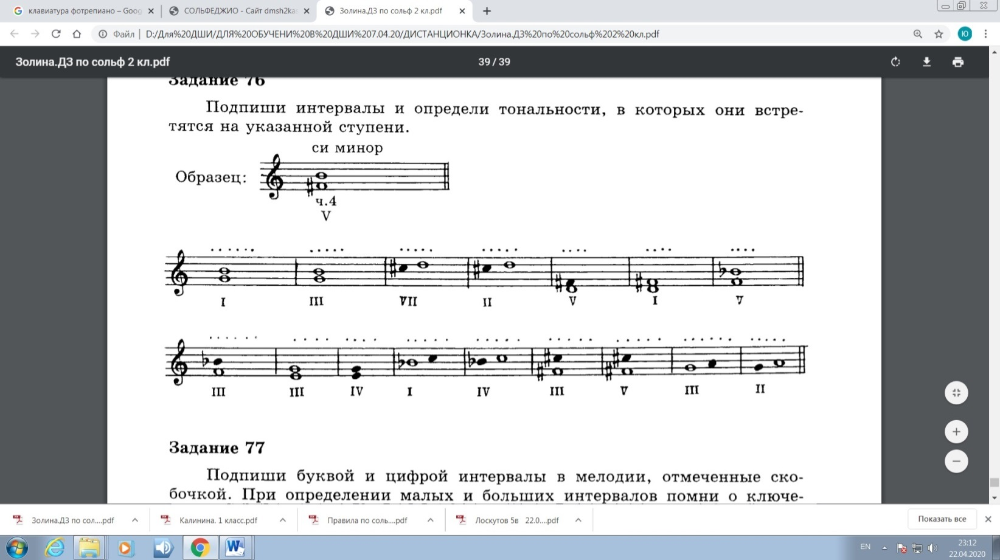 клавиатура фотрепиано – Goog
СОЛЬФЕДЖИО - Сайт dmsh2kas
Золина.ДЗ по сольф 2 кл.pdf
Файл | D:/Для%20ДШИ/ДЛЯ%20ОБУЧЕНИ%20В%20ДШИ%207.04.20/ДИСТАНЦИОНКА/Золина.ДЗ%20по%20сольф%202%20кл.pdf
Ю
Золина.ДЗ по сольф 2 кл.pdf
39 / 39
Задание 76
Подпиши интервалы и определи тональности, в которых они встре-
тятся на указанной ступени.
си минор
Образец:
ч.4
V
I III VII II V I V
III III IV I IV III V III II
Задание 77
Подпиши буквой и цифрой интервалы в мелодии, отмеченные ско-
бочкой. При определении малых и больших интервалов помни о ключе-
Золина.ДЗ по сол....pdf
Калинина. 1 класс.pdf
Правила по соль....pdf
Лоскутов 5в 22.0....pdf
Показать все
EN
23:12
22.04.2020